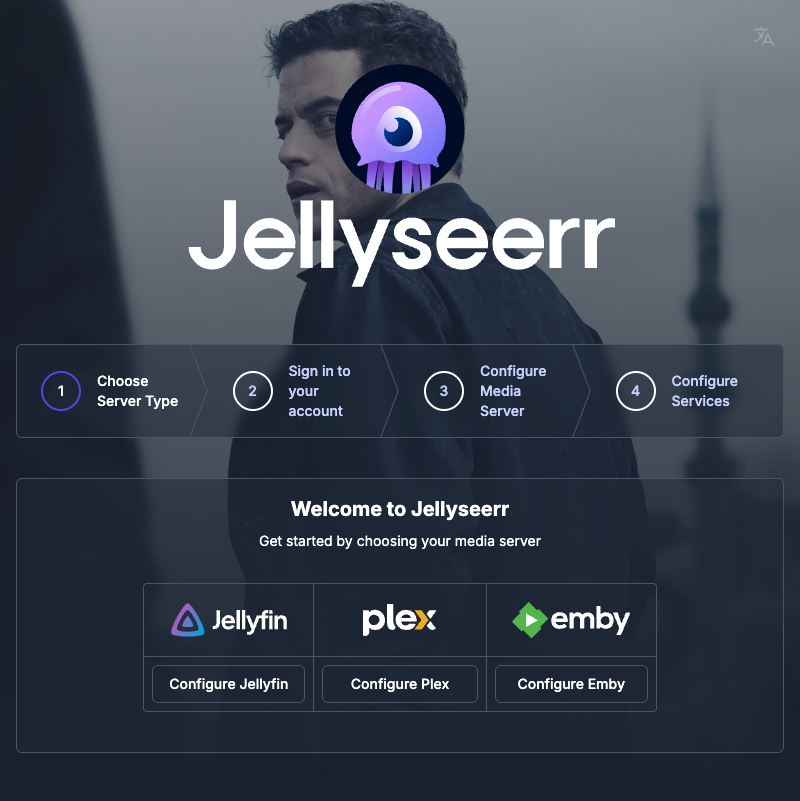 Jellyseerr
1
Choose
Server Type
2
Sign in to
your
account
3
Configure
Media
Server
4
Configure
Services
Welcome to Jellyseerr
Get started by choosing your media server
Jellyfin
plex
emby
Configure Jellyfin
Configure Plex
Configure Emby